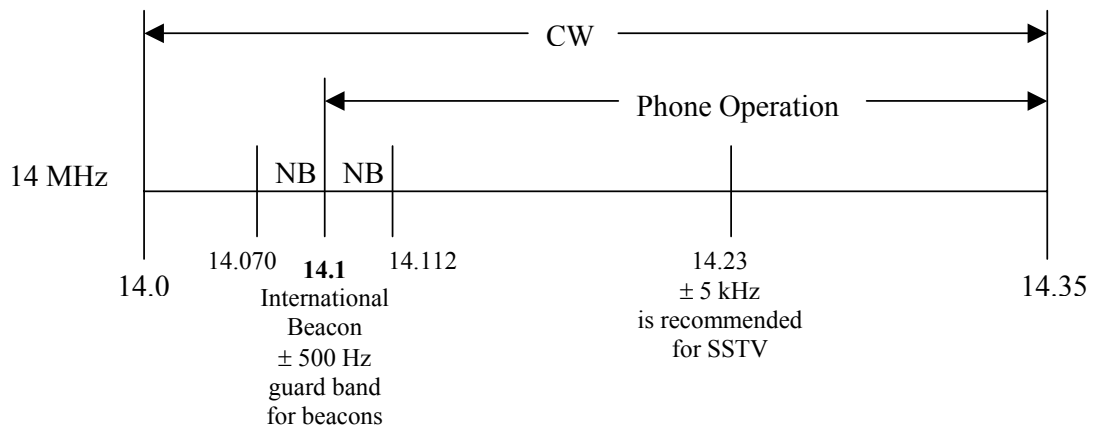 CW
Phone Operation
14 MHz
NB NB
14.070
14.1
14.112
14.23
14.0
International
Beacon
± 500 Hz
guard band
for beacons
± 5 kHz
is recommended
for SSTV
14.35